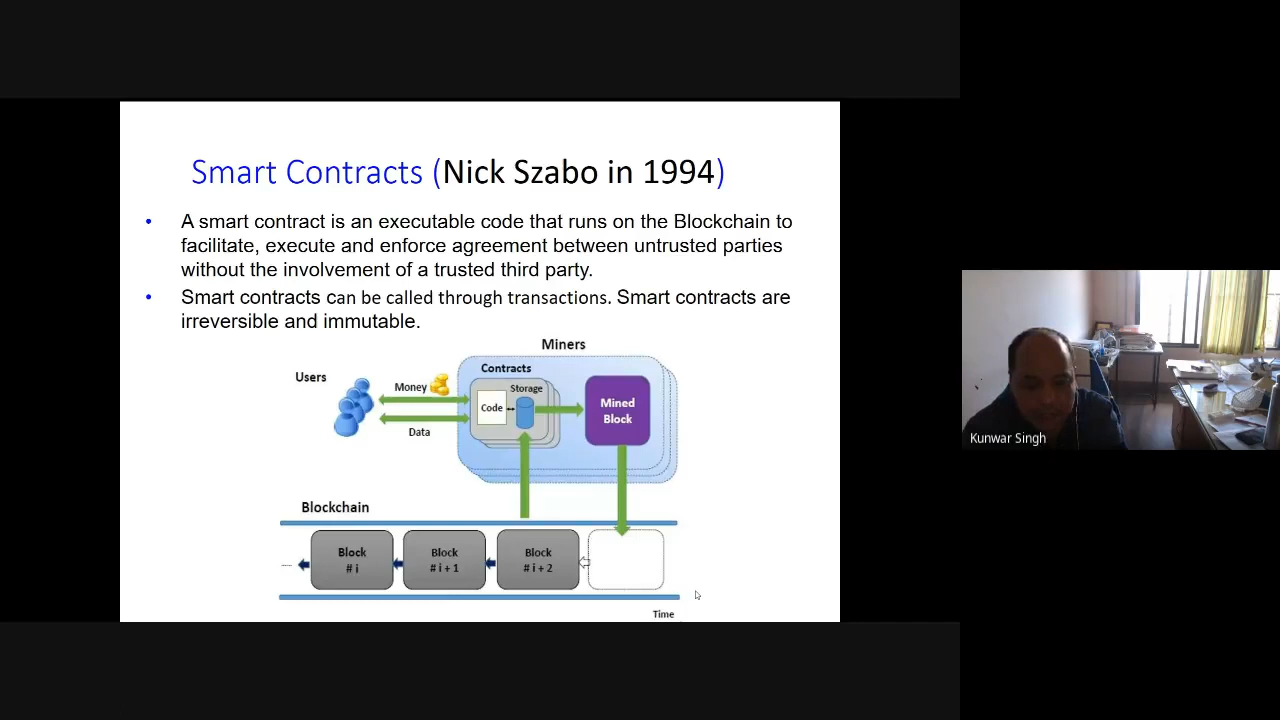 Smart Contracts (Nick Szabo in 1994)
• A smart contract is an executable code that runs on the Blockchain to
facilitate, execute and enforce agreement between untrusted parties
without the involvement of a trusted third party.
• Smart contracts can be called through transactions. Smart contracts are
irreversible and immutable.
Miners
Users
Money
Data
Contracts
Storage
Code
Mined
Block
Blockchain
Block
# i
Block
# i + 1
Block
# i + 2
Time
Kunwar Singh